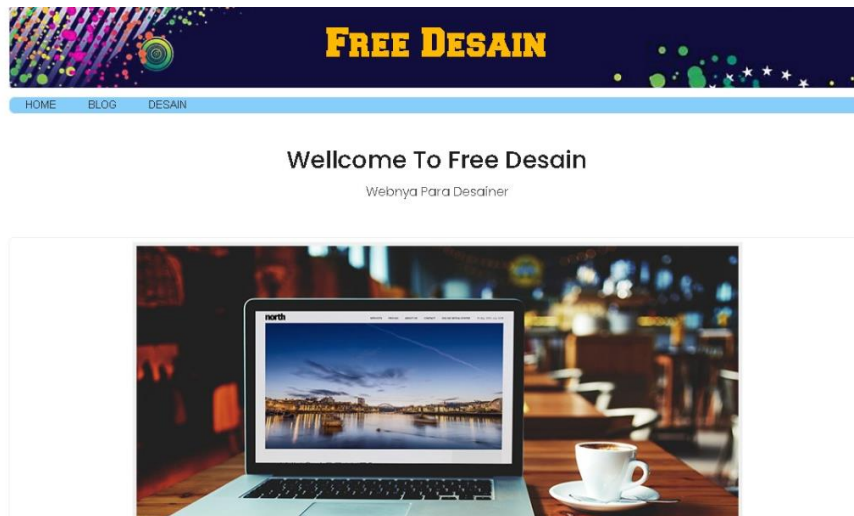 FREE DESAIN
HOME BLOG DESAIN
Wellcome To Free Desain
Webnya Para Desainer
north